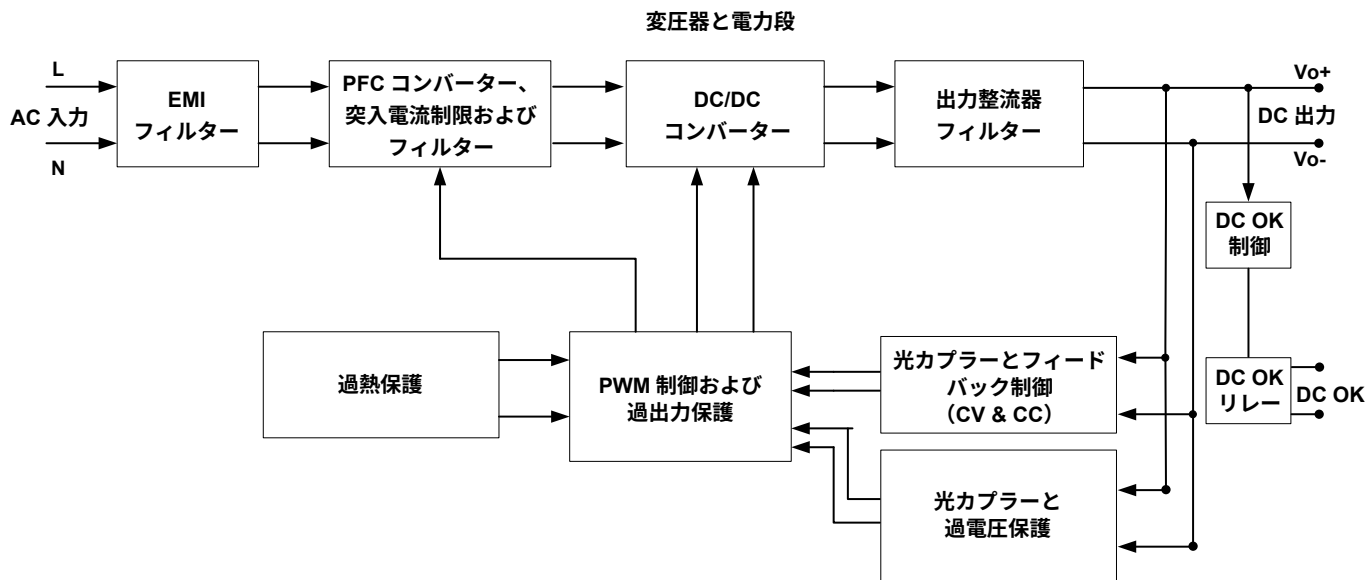 変圧器と電力段
L
AC 入力
N
EMI
フィルター
PFC コンバーター、
突入電流制限および
フィルター
DC/DC
コンバーター
出力整流器
フィルター
Vo+
DC 出力
Vo-
DC OK
制御
過熱保護
PWM 制御および
過出力保護
光カプラーとフィード
バック制御
（CV & CC）
DC OK
リレー
DC OK
光カプラーと
過電圧保護